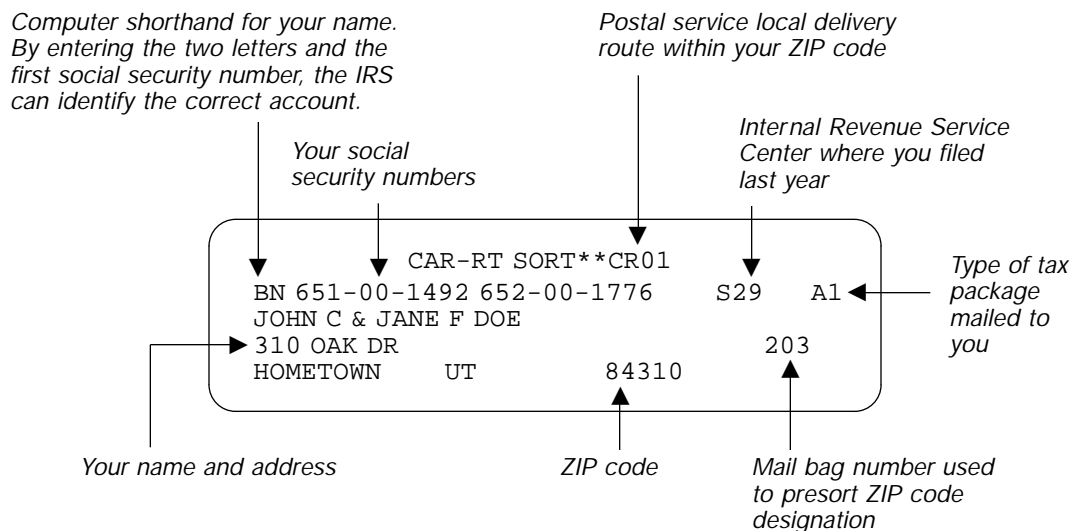 Computer shorthand for your name.
By entering the two letters and the
first social security number, the IRS
can identify the correct account.
Postal service local delivery
route within your ZIP code
Your social
security numbers
Internal Revenue Service
Center where you filed
last year
CAR-RT SORT**CR01
BN 651-00-1492 652-00-1776 S29 A1
JOHN C & JANE F DOE
310 OAK DR 203
HOMETOWN UT 84310
Type of tax
package
mailed to
you
Your name and address
ZIP code
Mail bag number used
to presort ZIP code
designation